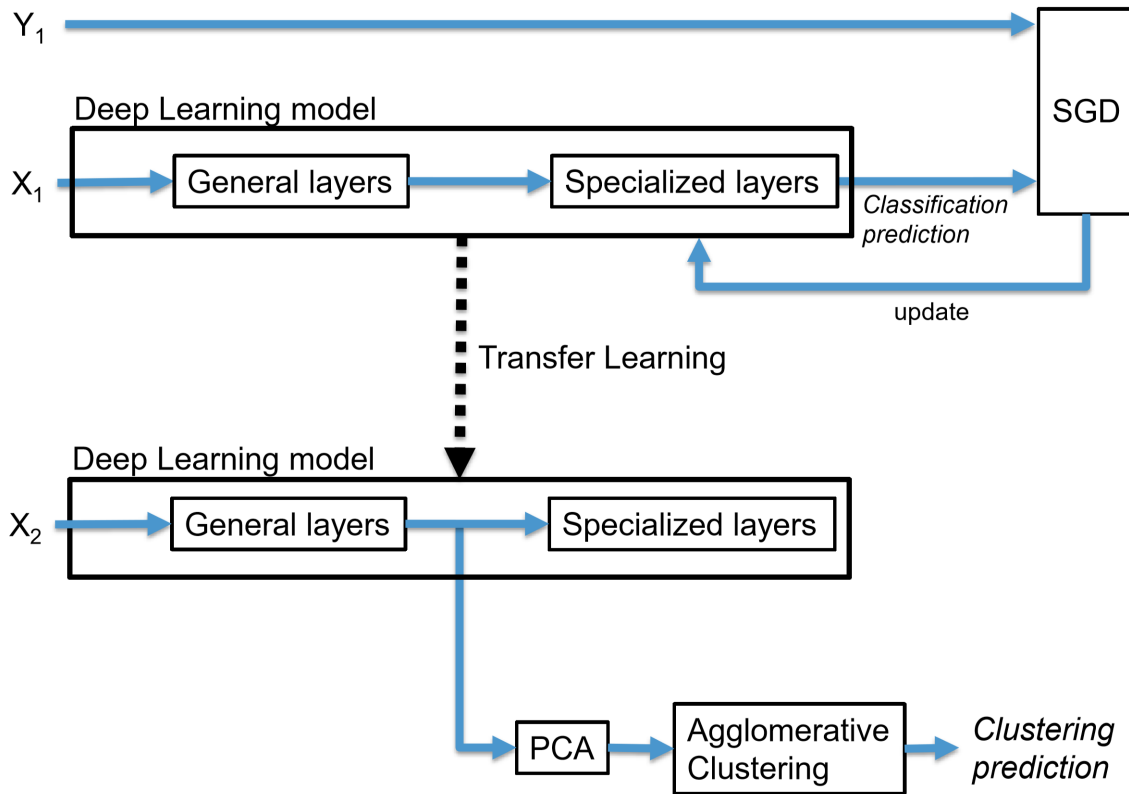 Y₁
SGD
Deep Learning model
X₁
General layers
Specialized layers
Classification
prediction
update
Transfer Learning
Deep Learning model
X₂
General layers
Specialized layers
PCA
Agglomerative
Clustering
Clustering
prediction